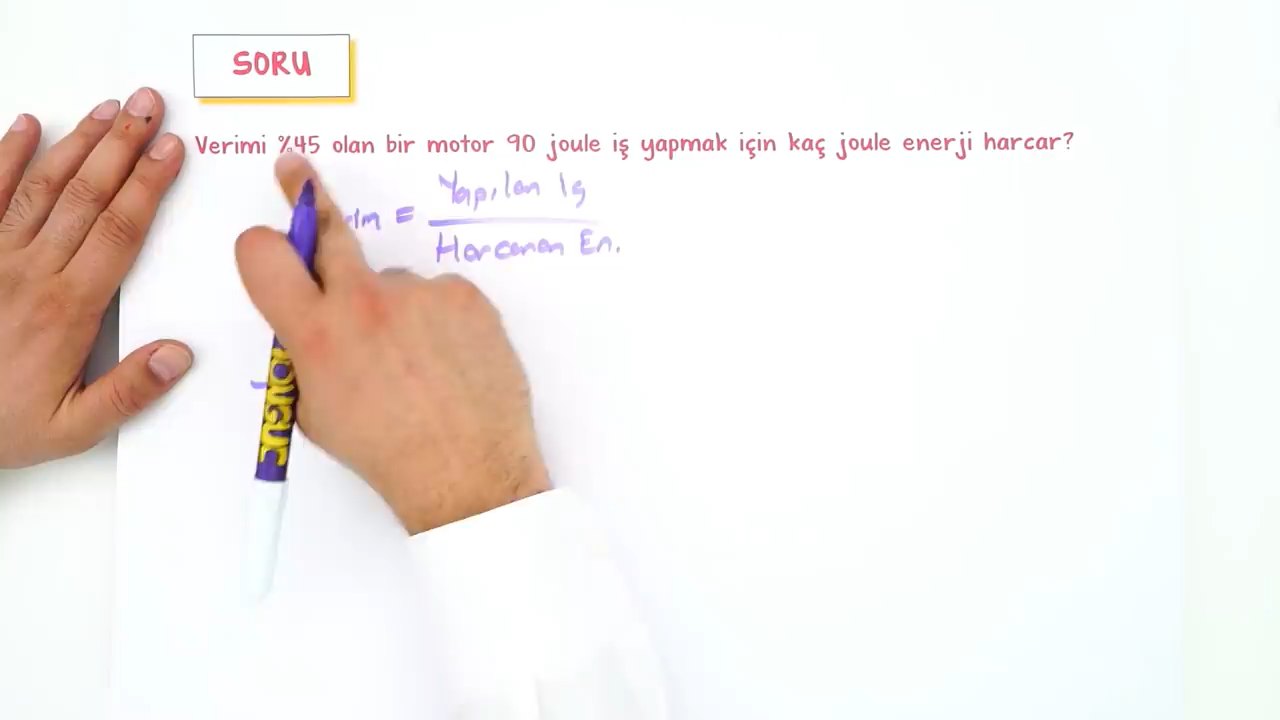 SORU
Verimi %45 olan bir motor 90 joule iş yapmak için kaç joule enerji harcar?
Yapılan İş
=
Harcanan En.